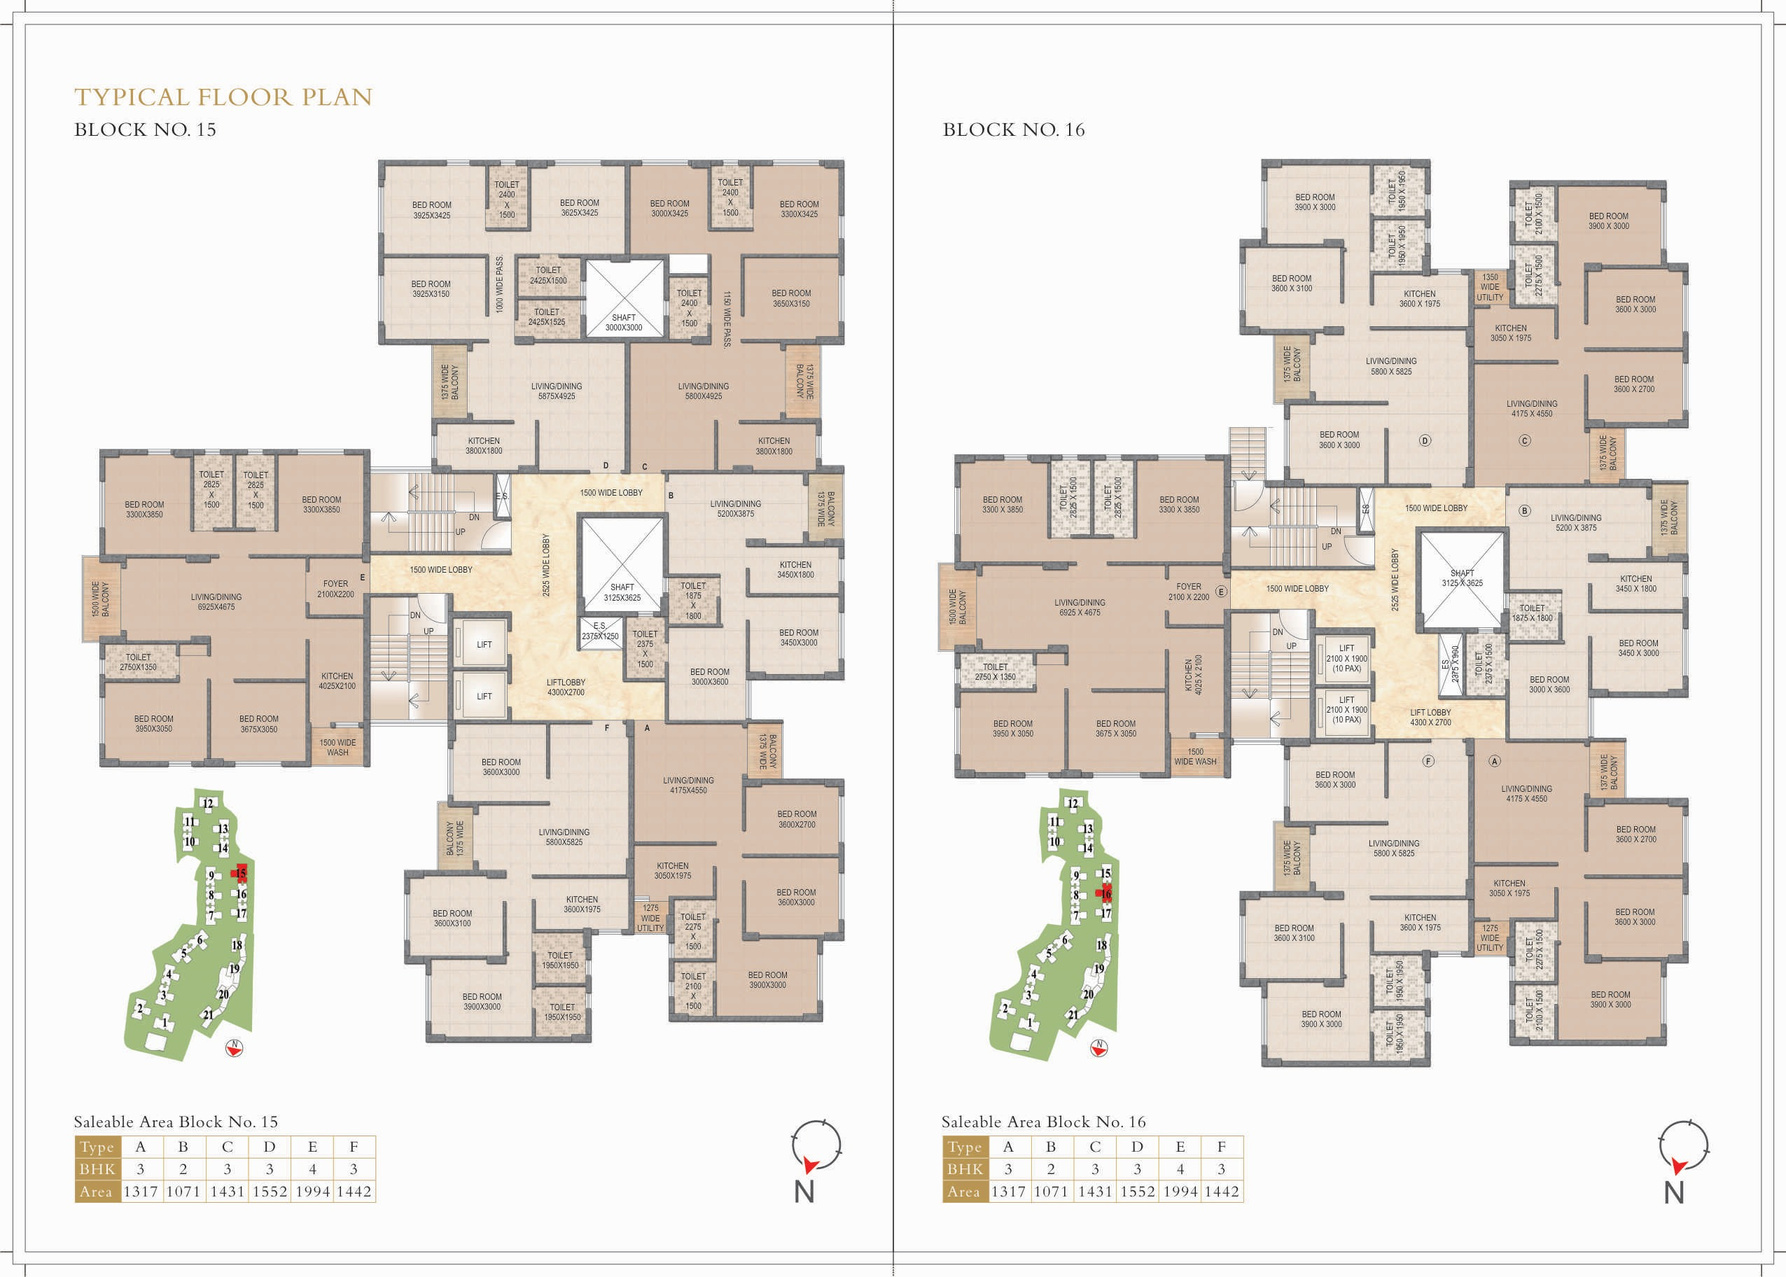 TYPICAL FLOOR PLAN
BLOCK NO. 15
BED ROOM
3925X3425
TOILET
2400
X
1500
BED ROOM
3625X3425
BED ROOM
3000X3425
TOILET
2400
X
1500
BED ROOM
3300X3425
BED ROOM
3925X3150
1000 WIDE PASS.
TOILET
2425X1500
TOILET
2425X1525
SHAFT
3000X3000
TOILET
2400
X
1500
1150 WIDE PASS.
BED ROOM
3650X3150
1375 WIDE
BALCONY
LIVING/DINING
5875X4925
LIVING/DINING
5800X4925
1375 WIDE
BALCONY
KITCHEN
3800X1800
D
C
KITCHEN
3800X1800
BED ROOM
3300X3850
TOILET
2825
X
1500
TOILET
2825
X
1500
BED ROOM
3300X3850
E.S.
DN
UP
1500 WIDE LOBBY
B
LIVING/DINING
5200X3875
1375 WIDE
BALCONY
1500 WIDE
BALCONY
LIVING/DINING
6925X4675
FOYER
2100X2200
E
1500 WIDE LOBBY
2525 WIDE LOBBY
SHAFT
3125X3625
TOILET
1875
X
1800
KITCHEN
3450X1800
DN
UP
LIFT
E.S.
2375X1250
TOILET
2375
X
1500
BED ROOM
3450X3000
TOILET
2750X1350
KITCHEN
4025X2100
LIFT
LIFTLOBBY
4300X2700
BED ROOM
3000X3600
BED ROOM
3950X3050
BED ROOM
3675X3050
1500 WIDE
WASH
F
A
BED ROOM
3600X3000
LIVING/DINING
4175X4550
1375 WIDE
BALCONY
BALCONY
1375 WIDE
LIVING/DINING
5800X5825
BED ROOM
3600X2700
KITCHEN
3050X1975
BED ROOM
3600X3000
BED ROOM
3600X3100
KITCHEN
3600X1975
1275
WIDE
UTILITY
TOILET
2275
X
1500
TOILET
1950X1950
BED ROOM
3900X3000
TOILET
1950X1950
TOILET
2100
X
1500
BED ROOM
3900X3000
12
11
13
10
14
9
15
8
16
7
17
6
18
5
19
4
3
20
2
1
21
N
Saleable Area Block No. 15
Type A B C D E F
BHK 3 2 3 3 4 3
Area 1317 1071 1431 1552 1994 1442
N
BLOCK NO. 16
BED ROOM
3900 X 3000
TOILET
1950 X 1950
TOILET
1950 X 1950
TOILET
2100 X 1500
BED ROOM
3900 X 3000
BED ROOM
3600 X 3100
KITCHEN
3600 X 1975
1350
WIDE
UTILITY
TOILET
2275 X 1500
BED ROOM
3600 X 3000
KITCHEN
3050 X 1975
1375 WIDE
BALCONY
LIVING/DINING
5800 X 5825
LIVING/DINING
4175 X 4550
BED ROOM
3600 X 2700
BED ROOM
3600 X 3000
D
C
1375 WIDE
BALCONY
BED ROOM
3300 X 3850
TOILET
2825 X 1500
TOILET
2825 X 1500
BED ROOM
3300 X 3850
ES
DN
UP
1500 WIDE LOBBY
B
LIVING/DINING
5200 X 3875
1375 WIDE
BALCONY
1500 WIDE
BALCONY
LIVING/DINING
6925 X 4675
FOYER
2100 X 2200
E
1500 WIDE LOBBY
2525 WIDE LOBBY
SHAFT
3125 X 3625
KITCHEN
3450 X 1800
TOILET
1875 X 1800
DN
UP
LIFT
2100 X 1900
(10 PAX)
ES
2375 X 900
TOILET
2375 X 1500
BED ROOM
3450 X 3000
TOILET
2750 X 1350
KITCHEN
4025 X 2100
LIFT
2100 X 1900
(10 PAX)
LIFT LOBBY
4300 X 2700
BED ROOM
3000 X 3600
BED ROOM
3950 X 3050
BED ROOM
3675 X 3050
1500
WIDE WASH
F
A
BED ROOM
3600 X 3000
LIVING/DINING
4175 X 4550
1375 WIDE
BALCONY
1375 WIDE
BALCONY
LIVING/DINING
5800 X 5825
BED ROOM
3600 X 2700
KITCHEN
3050 X 1975
BED ROOM
3600 X 3000
BED ROOM
3600 X 3100
KITCHEN
3600 X 1975
1275
WIDE
UTILITY
TOILET
2275 X 1500
TOILET
1950 X 1950
BED ROOM
3900 X 3000
TOILET
1950 X 1950
TOILET
2100 X 1500
BED ROOM
3900 X 3000
12
11
13
10
14
9
15
8
16
7
17
6
18
5
19
4
3
20
2
1
21
N
Saleable Area Block No. 16
Type A B C D E F
BHK 3 2 3 3 4 3
Area 1317 1071 1431 1552 1994 1442
N